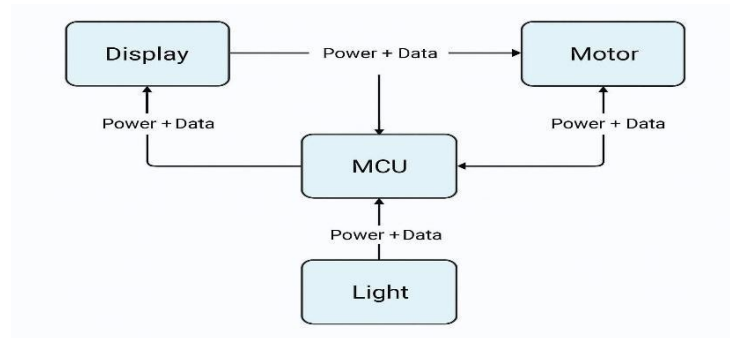 Display
Power + Data
Motor
Power + Data
Power + Data
MCU
Power + Data
Light